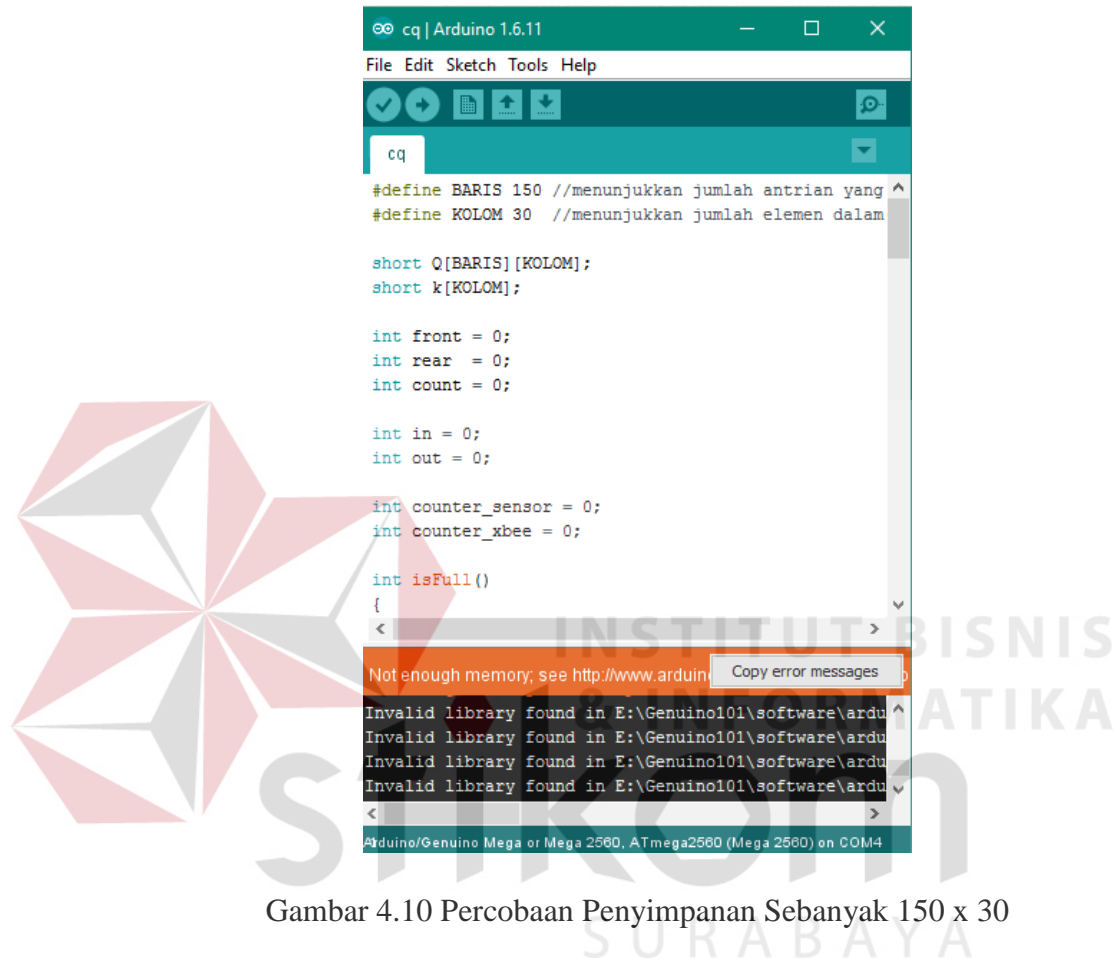 cq | Arduino 1.6.11
File Edit Sketch Tools Help
cq
#define BARIS 150 //menunjukkan jumlah antrian yang
#define KOLOM 30 //menunjukkan jumlah elemen dalam
short Q[BARIS][KOLOM];
short k[KOLOM];
int front = 0;
int rear = 0;
int count = 0;
int in = 0;
int out = 0;
int counter_sensor = 0;
int counter_xbee = 0;
int isFull()
{
Not enough memory; see http://www.arduin
Copy error messages
Invalid library found in E:\Genuino101\software\ardu
Invalid library found in E:\Genuino101\software\ardu
Invalid library found in E:\Genuino101\software\ardu
Invalid library found in E:\Genuino101\software\ardu
Arduino/Genuino Mega or Mega 2560, ATmega2560 (Mega 2560) on COM4
INSTITUT BISNIS
& INFORMATIKA
stikom
SURABAYA
Gambar 4.10 Percobaan Penyimpanan Sebanyak 150 x 30